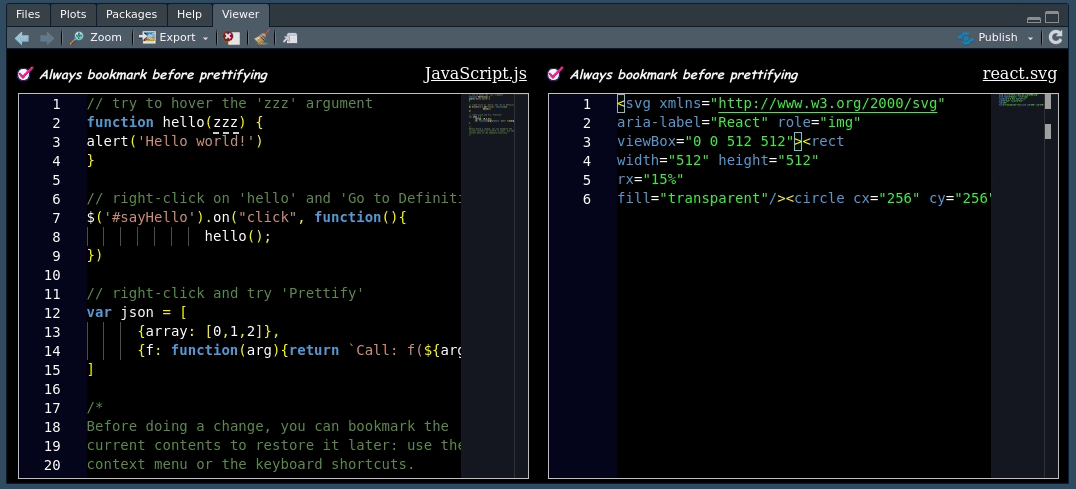 Files Plots Packages Help Viewer
Zoom Export Publish
Always bookmark before prettifying JavaScript.js
1 // try to hover the 'zzz' argument
2 function hello(zzz) {
3 alert('Hello world!')
4 }
5
6 // right-click on 'hello' and 'Go to Definiti
7 $('#sayHello').on("click", function(){
8 hello();
9 })
10
11 // right-click and try 'Prettify'
12 var json = [
13 {array: [0,1,2]},
14 {f: function(arg){return `Call: f(${arg
15 ]
16
17 /*
18 Before doing a change, you can bookmark the
19 current contents to restore it later: use the
20 context menu or the keyboard shortcuts.
Always bookmark before prettifying react.svg
1 <svg xmlns="http://www.w3.org/2000/svg"
2 aria-label="React" role="img"
3 viewBox="0 0 512 512"><rect
4 width="512" height="512"
5 rx="15%"
6 fill="transparent"/><circle cx="256" cy="256"